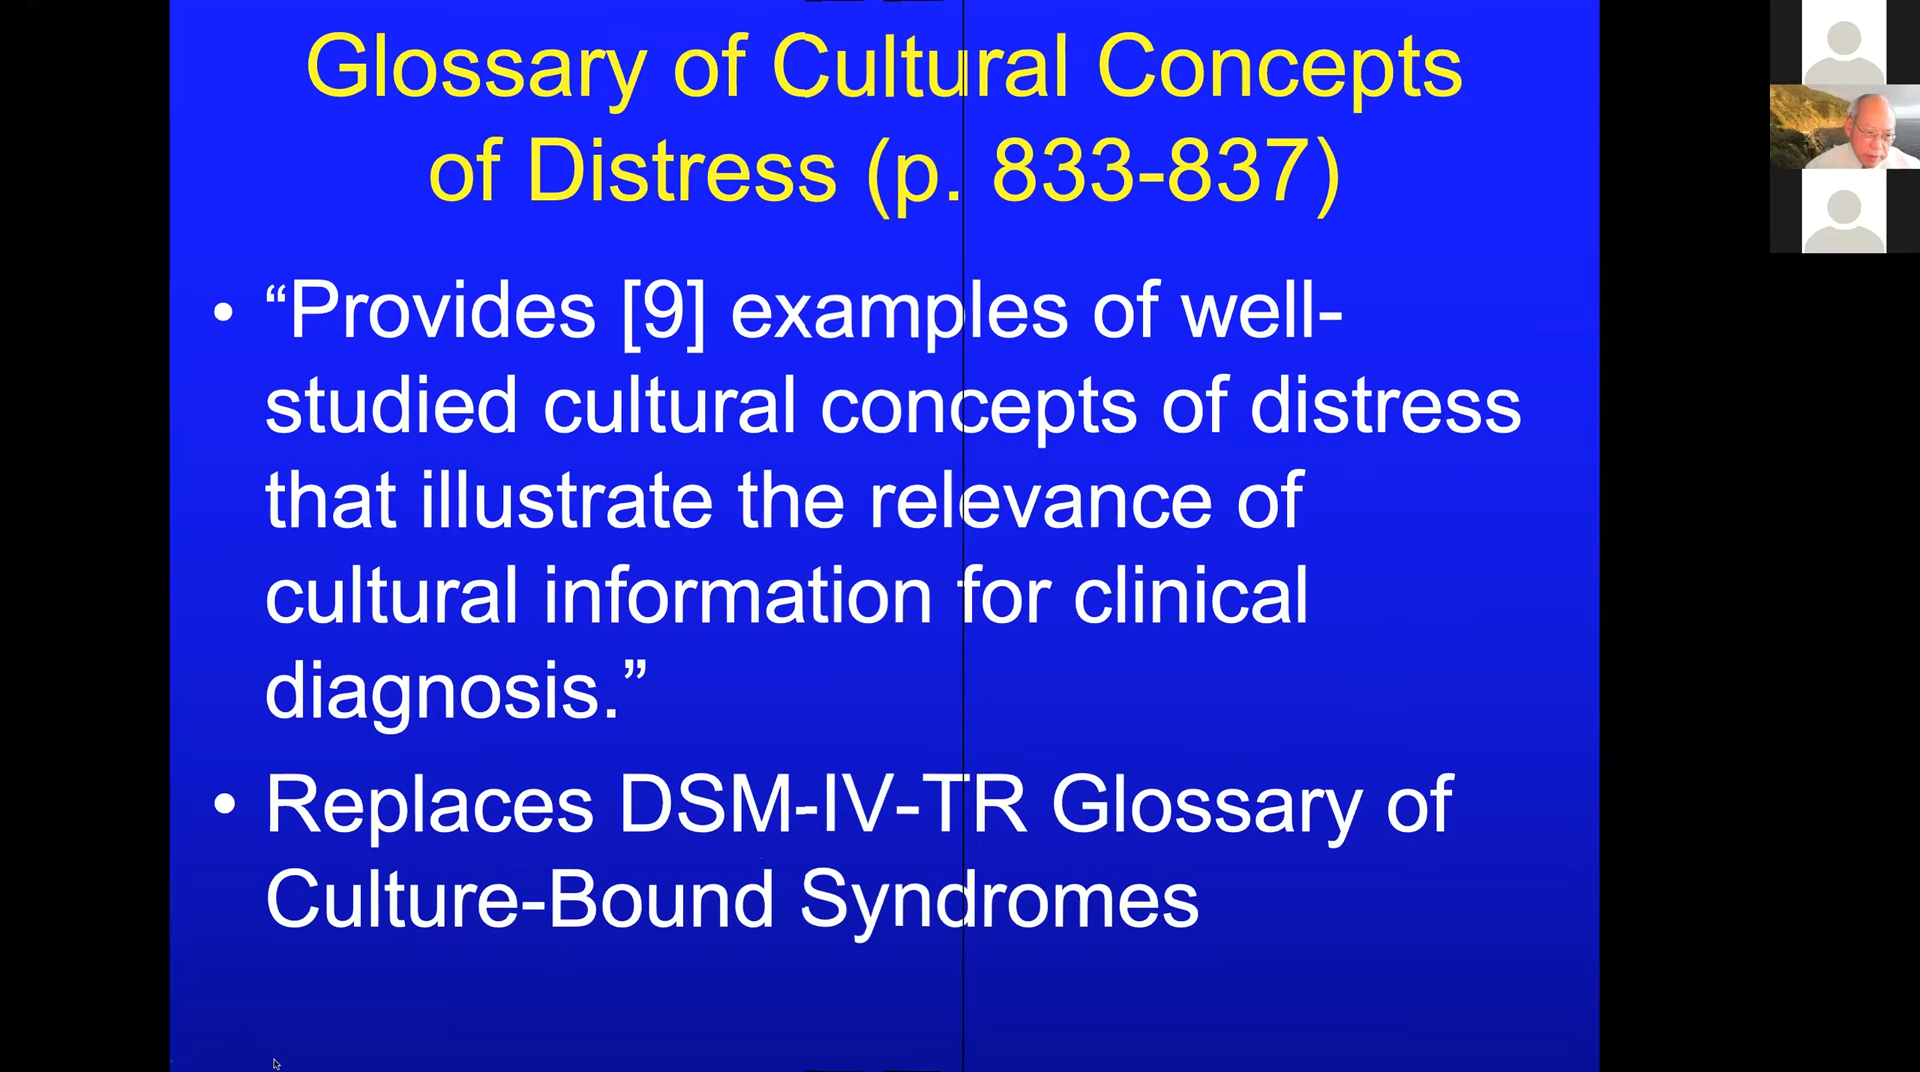 Glossary of Cultural Concepts
of Distress (p. 833-837)
• “Provides [9] examples of well-
studied cultural concepts of distress
that illustrate the relevance of
cultural information for clinical
diagnosis.”
• Replaces DSM-IV-TR Glossary of
Culture-Bound Syndromes